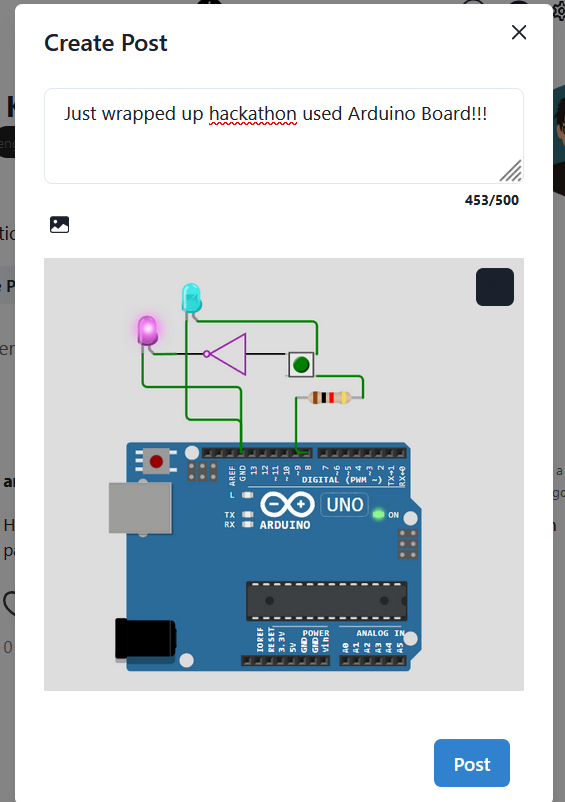 Create Post
Just wrapped up hackathon used Arduino Board!!!
453/500
AREF
GND
13
12
~11
~10
~9
8
7
~6
~5
4
~3
2
TX→1
RX←0
DIGITAL (PWM ~)
L
TX
RX
UNO
ON
ARDUINO
POWER
ANALOG IN
IOREF
RESET
3.3V
5V
GND
GND
Vin
A0
A1
A2
A3
A4
A5
Post